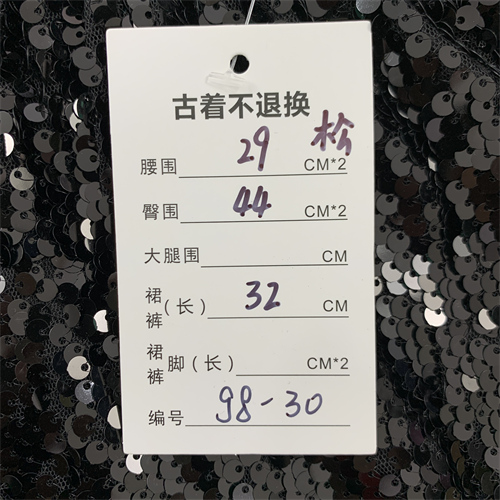 古着不退换
腰围 29 CM*2 松
臀围 44 CM*2
大腿围 CM
裙裤(长) 32 CM
裙裤脚(长) CM*2
编号 98-30